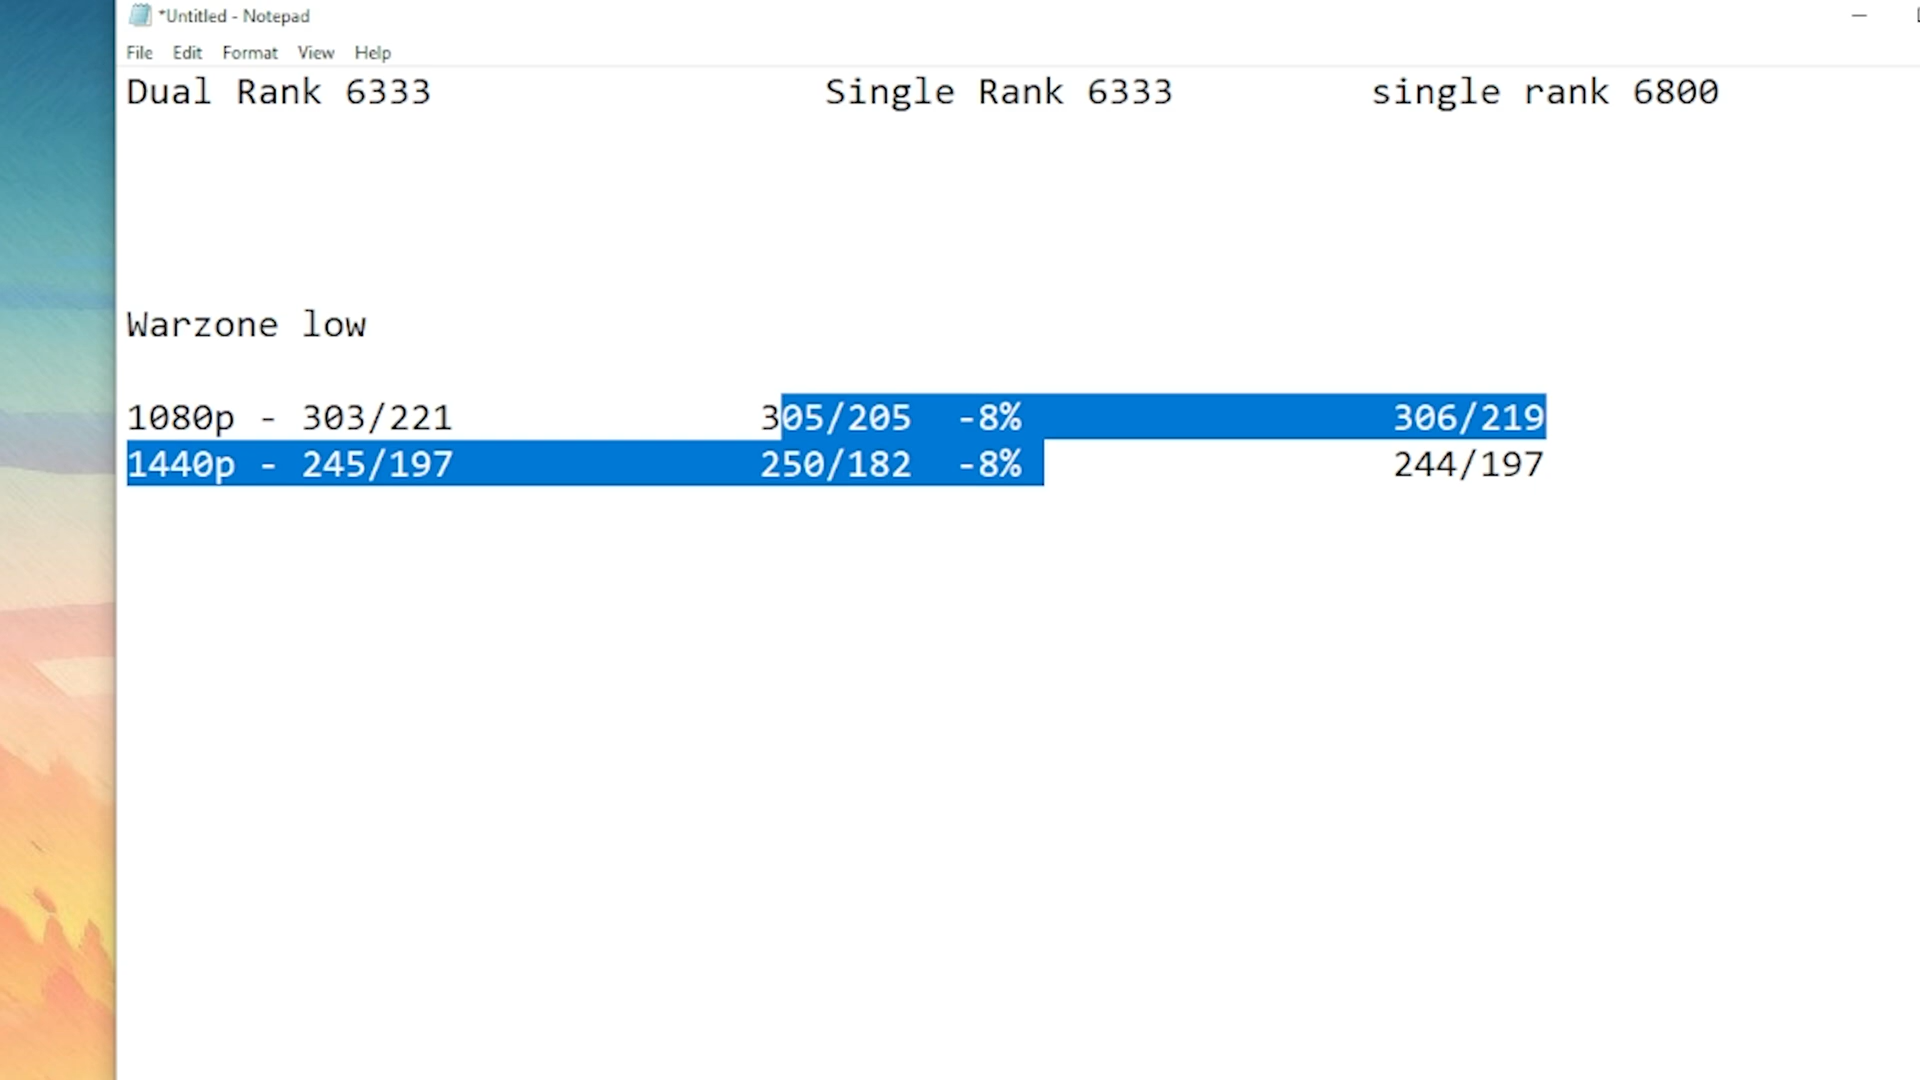 *Untitled - Notepad
File Edit Format View Help
Dual Rank 6333 Single Rank 6333 single rank 6800
Warzone low
1080p - 303/221 305/205 -8% 306/219
1440p - 245/197 250/182 -8% 244/197